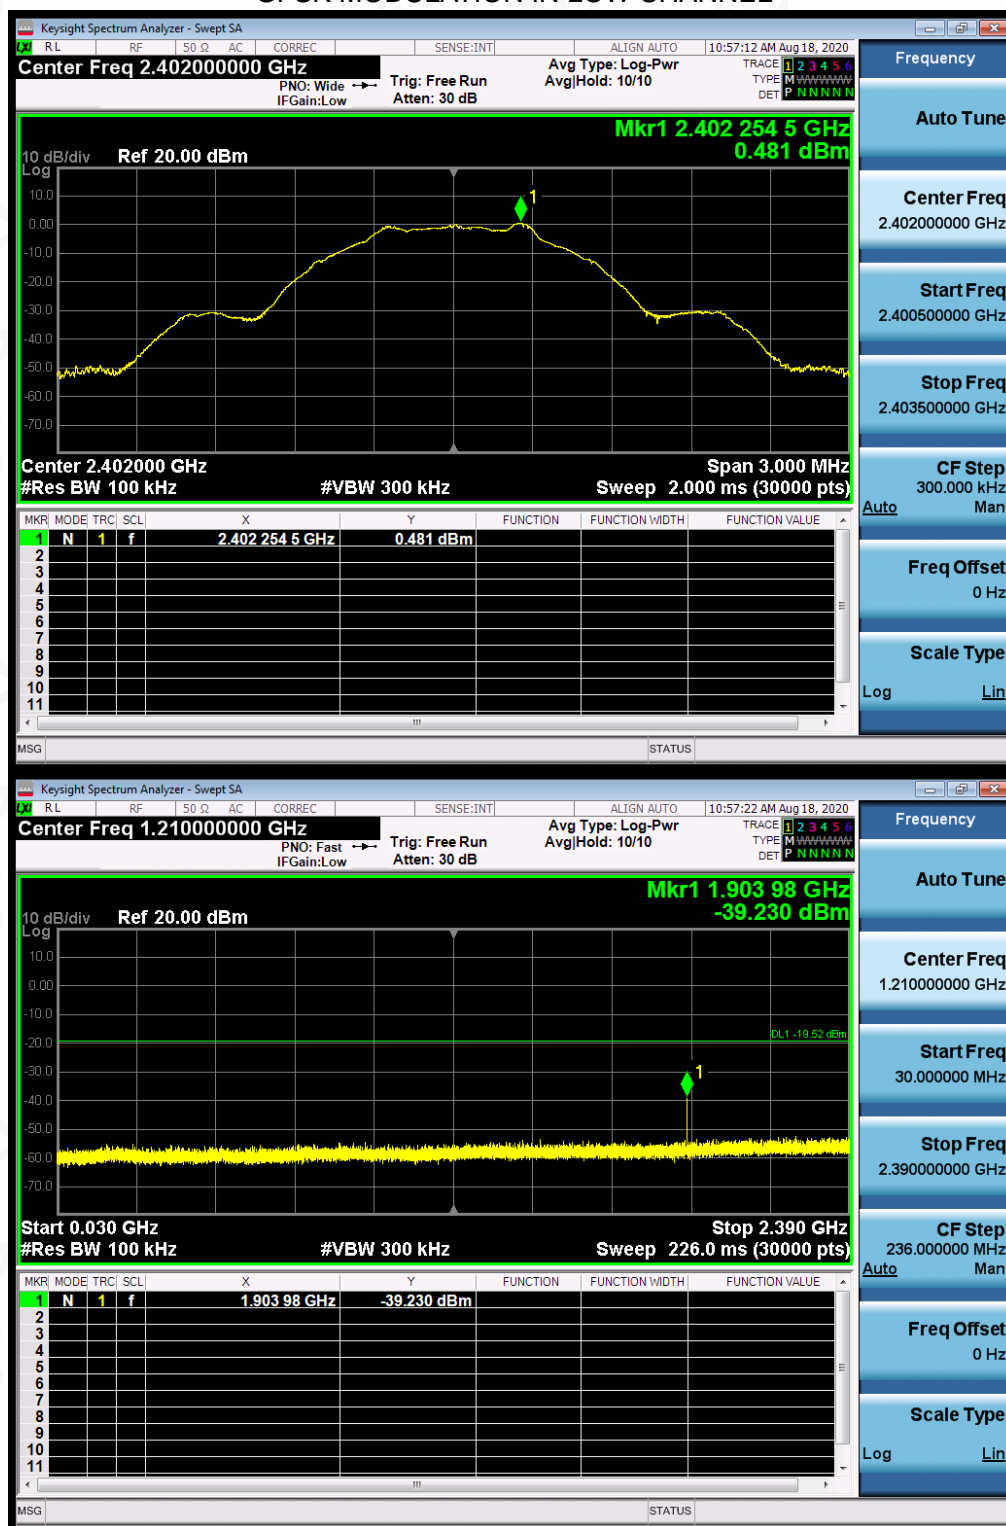 Keysight Spectrum Analyzer - Swept SA
LXI RL RF 50 Ω AC CORREC SENSE:INT ALIGN AUTO 10:57:12 AM Aug 18, 2020
Center Freq 2.402000000 GHz
PNO: Wide
IFGain:Low
Trig: Free Run
Atten: 30 dB
Avg Type: Log-Pwr
Avg|Hold: 10/10
TRACE 1 2 3 4 5 6
TYPE M WWWWW
DET P N N N N N
Mkr1 2.402 254 5 GHz
0.481 dBm
10 dB/div Ref 20.00 dBm
Log
10.0
0.00
-10.0
-20.0
-30.0
-40.0
-50.0
-60.0
-70.0
1
Center 2.402000 GHz Span 3.000 MHz
#Res BW 100 kHz #VBW 300 kHz Sweep 2.000 ms (30000 pts)
MKR MODE TRC SCL X Y FUNCTION FUNCTION WIDTH FUNCTION VALUE
1 N 1 f 2.402 254 5 GHz 0.481 dBm
2
3
4
5
6
7
8
9
10
11
MSG STATUS
Frequency
Auto Tune
Center Freq
2.402000000 GHz
Start Freq
2.400500000 GHz
Stop Freq
2.403500000 GHz
CF Step
300.000 kHz
Auto Man
Freq Offset
0 Hz
Scale Type
Log Lin
Keysight Spectrum Analyzer - Swept SA
LXI RL RF 50 Ω AC CORREC SENSE:INT ALIGN AUTO 10:57:22 AM Aug 18, 2020
Center Freq 1.210000000 GHz
PNO: Fast
IFGain:Low
Trig: Free Run
Atten: 30 dB
Avg Type: Log-Pwr
Avg|Hold: 10/10
TRACE 1 2 3 4 5 6
TYPE M WWWWW
DET P N N N N N
Mkr1 1.903 98 GHz
-39.230 dBm
10 dB/div Ref 20.00 dBm
Log
10.0
0.00
-10.0
-20.0
-30.0
-40.0
-50.0
-60.0
-70.0
DL1 -19.52 dBm
1
Start 0.030 GHz Stop 2.390 GHz
#Res BW 100 kHz #VBW 300 kHz Sweep 226.0 ms (30000 pts)
MKR MODE TRC SCL X Y FUNCTION FUNCTION WIDTH FUNCTION VALUE
1 N 1 f 1.903 98 GHz -39.230 dBm
2
3
4
5
6
7
8
9
10
11
MSG STATUS
Frequency
Auto Tune
Center Freq
1.210000000 GHz
Start Freq
30.000000 MHz
Stop Freq
2.390000000 GHz
CF Step
236.000000 MHz
Auto Man
Freq Offset
0 Hz
Scale Type
Log Lin